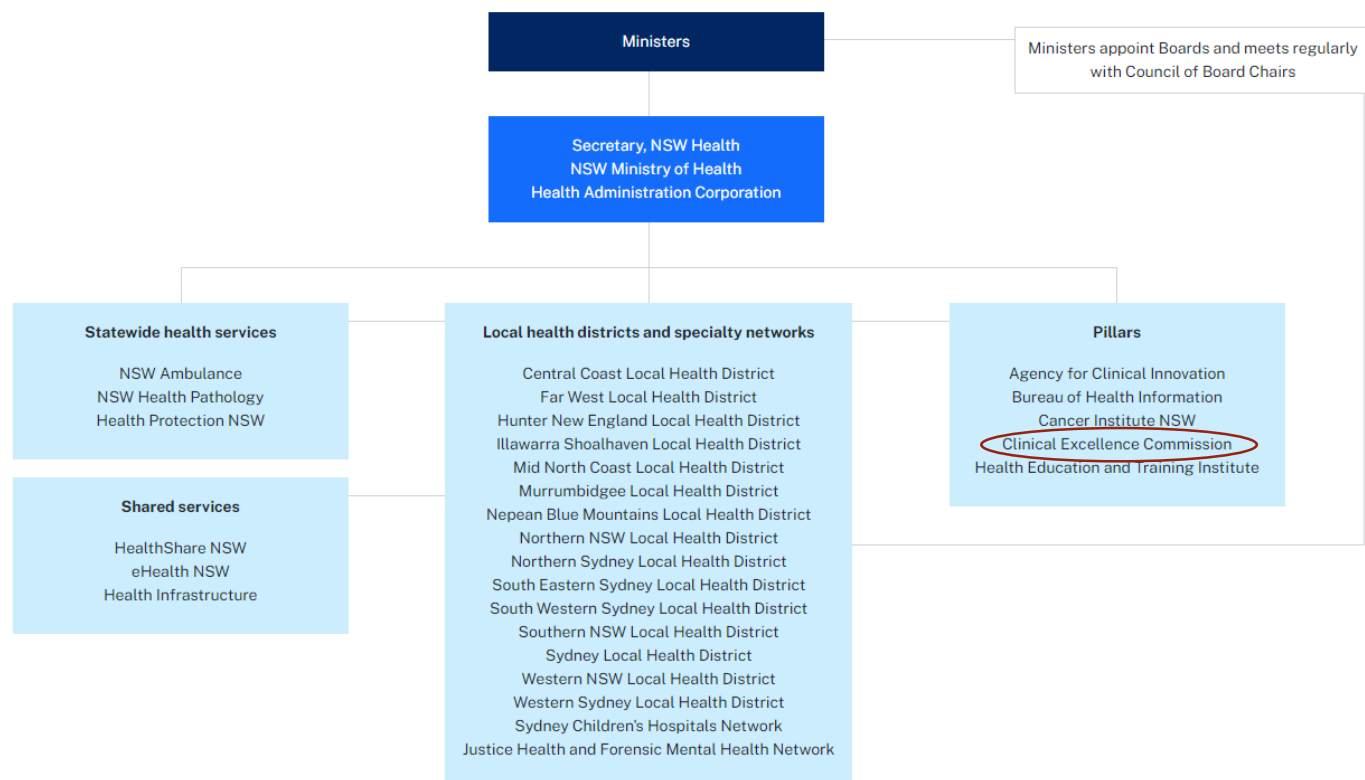 Ministers
Ministers appoint Boards and meets regularly
with Council of Board Chairs
Secretary, NSW Health
NSW Ministry of Health
Health Administration Corporation
Statewide health services
NSW Ambulance
NSW Health Pathology
Health Protection NSW
Shared services
HealthShare NSW
eHealth NSW
Health Infrastructure
Local health districts and specialty networks
Central Coast Local Health District
Far West Local Health District
Hunter New England Local Health District
Illawarra Shoalhaven Local Health District
Mid North Coast Local Health District
Murrumbidgee Local Health District
Nepean Blue Mountains Local Health District
Northern NSW Local Health District
Northern Sydney Local Health District
South Eastern Sydney Local Health District
South Western Sydney Local Health District
Southern NSW Local Health District
Sydney Local Health District
Western NSW Local Health District
Western Sydney Local Health District
Sydney Children's Hospitals Network
Justice Health and Forensic Mental Health Network
Pillars
Agency for Clinical Innovation
Bureau of Health Information
Cancer Institute NSW
Clinical Excellence Commission
Health Education and Training Institute